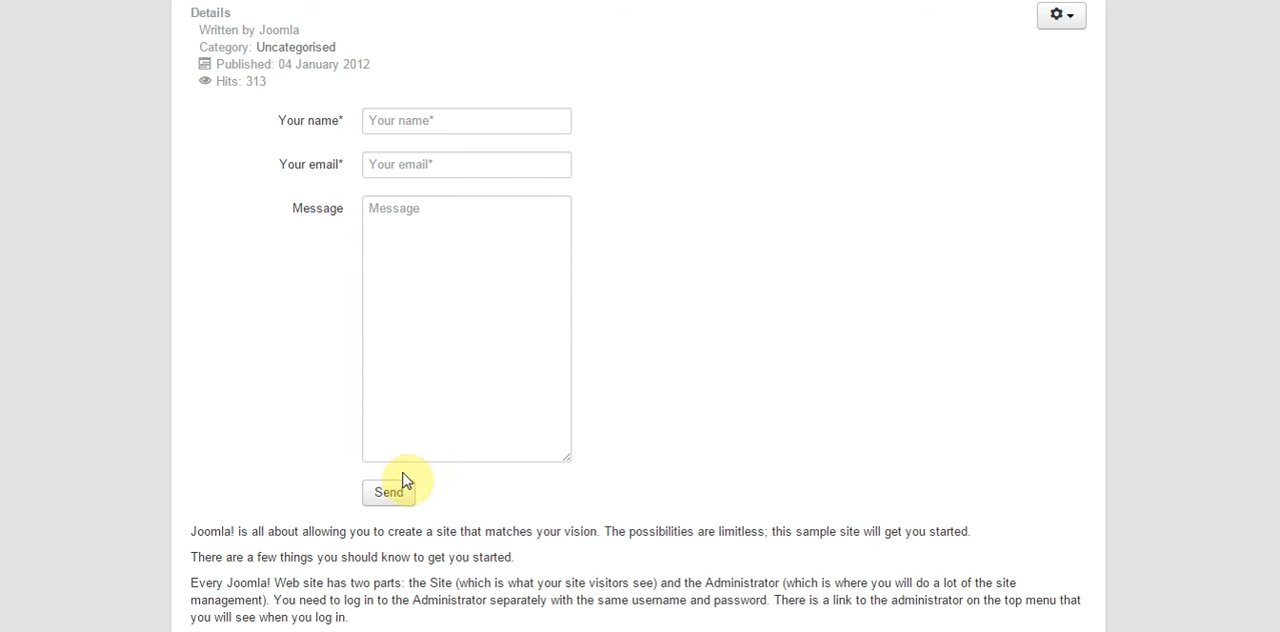 Details
Written by Joomla
Category: Uncategorised
Published: 04 January 2012
Hits: 313
Your name* Your name*
Your email* Your email*
Message Message
Send
Joomla! is all about allowing you to create a site that matches your vision. The possibilities are limitless; this sample site will get you started.
There are a few things you should know to get you started.
Every Joomla! Web site has two parts: the Site (which is what your site visitors see) and the Administrator (which is where you will do a lot of the site
management). You need to log in to the Administrator separately with the same username and password. There is a link to the administrator on the top menu that
you will see when you log in.